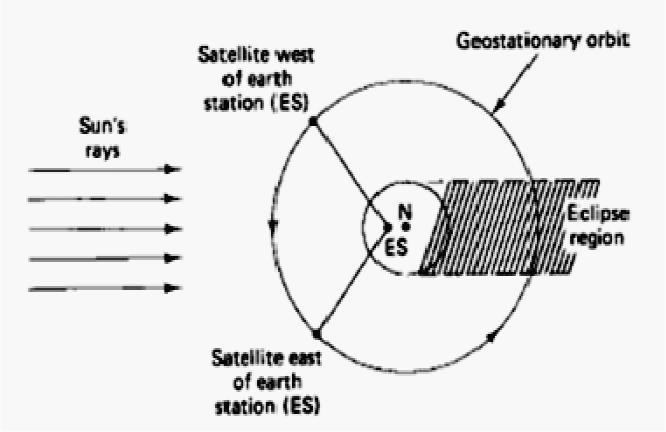 Geostationary orbit
Satellite west
of earth
station (ES)
Sun's
rays
N
ES
Eclipse
region
Satellite east
of earth
station (ES)